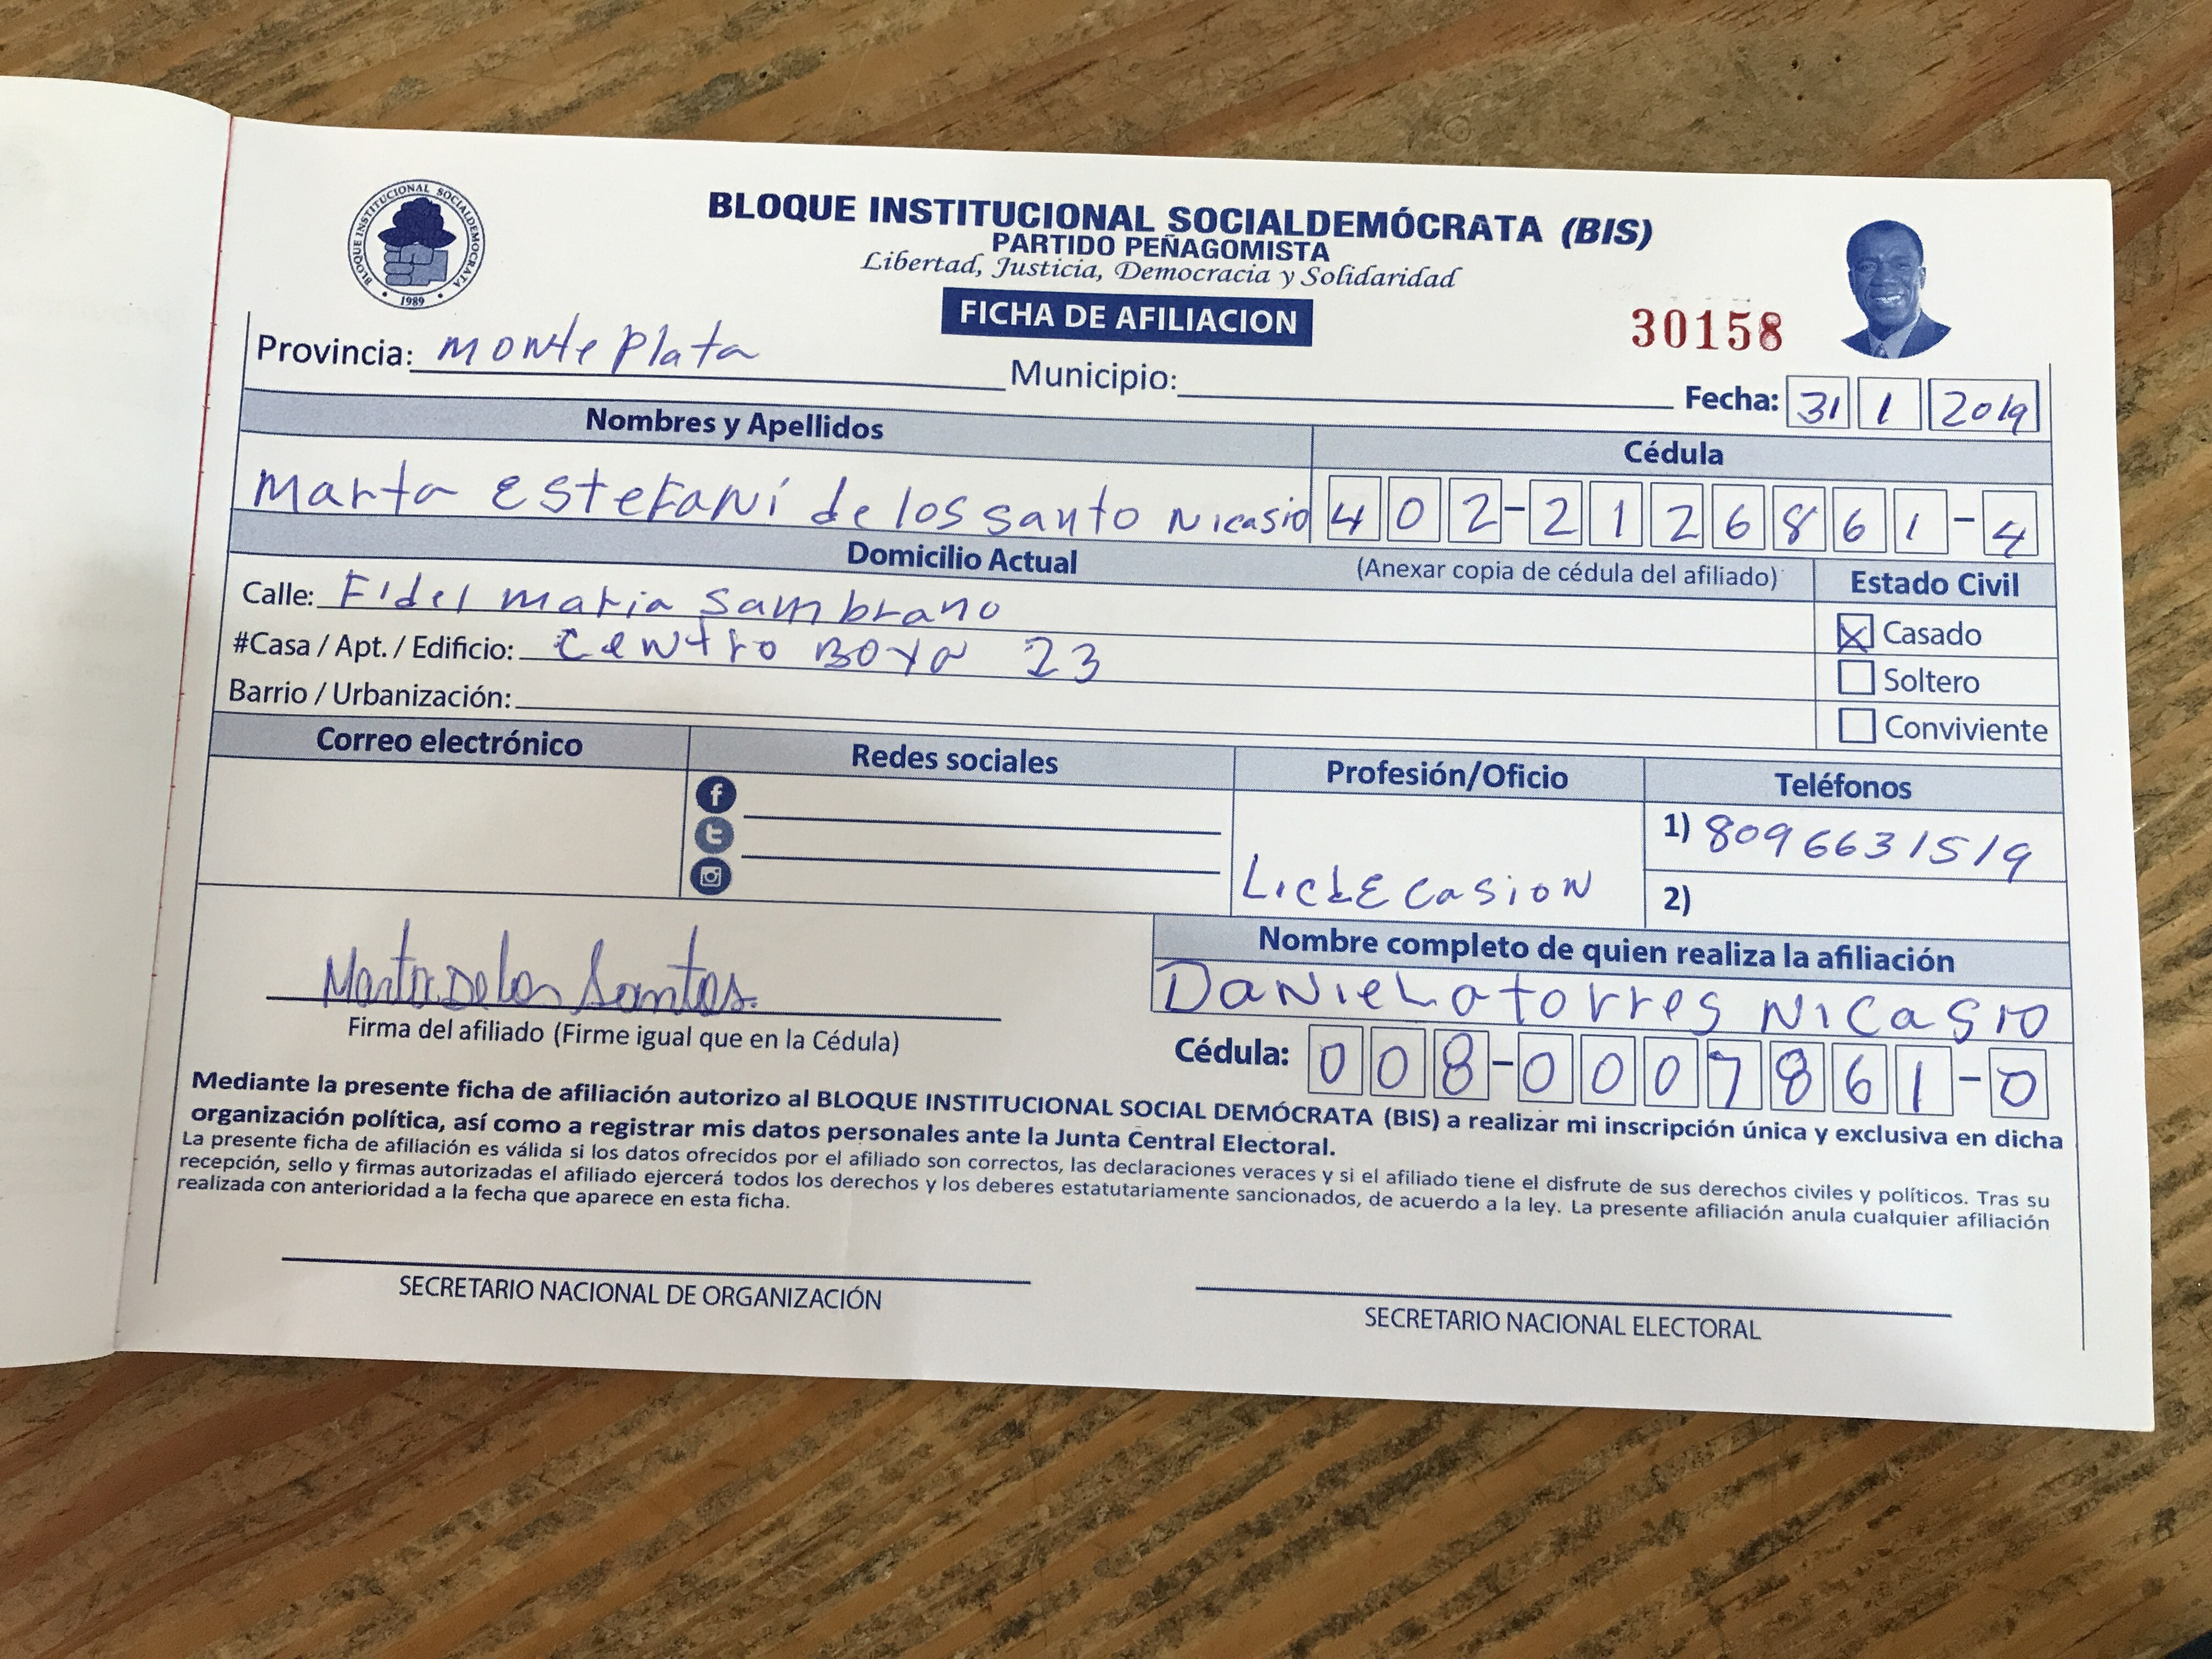 BLOQUE INSTITUCIONAL SOCIALDEMOCRATA
1989
BLOQUE INSTITUCIONAL SOCIALDEMÓCRATA (BIS)
PARTIDO PEÑAGOMISTA
Libertad, Justicia, Democracia y Solidaridad
FICHA DE AFILIACION
30158
Provincia: Monte Plata Municipio:
Fecha: 31 1 2019
Nombres y Apellidos Cédula
Marta Estefaní de los santo Nicasio 402-2126861-4
Domicilio Actual (Anexar copia de cédula del afiliado) Estado Civil
Calle: Fidel maria Sambrano
Casado
#Casa / Apt. / Edificio: Centro Boya 23
Soltero
Barrio / Urbanización:
Conviviente
Correo electrónico Redes sociales Profesión/Oficio Teléfonos
1) 8096631519
2)
Nombre completo de quien realiza la afiliación
Marta De los Santos. Daniela torres Nicasio
Firma del afiliado (Firme igual que en la Cédula)
Cédula: 008-0007861-0
Mediante la presente ficha de afiliación autorizo al BLOQUE INSTITUCIONAL SOCIAL DEMÓCRATA (BIS) a realizar mi inscripción única y exclusiva en dicha
organización política, así como a registrar mis datos personales ante la Junta Central Electoral.
La presente ficha de afiliación es válida si los datos ofrecidos por el afiliado son correctos, las declaraciones veraces y si el afiliado tiene el disfrute de sus derechos civiles y políticos. Tras su
recepción, sello y firmas autorizadas el afiliado ejercerá todos los derechos y los deberes estatutariamente sancionados, de acuerdo a la ley. La presente afiliación anula cualquier afiliación
realizada con anterioridad a la fecha que aparece en esta ficha.
SECRETARIO NACIONAL DE ORGANIZACIÓN
SECRETARIO NACIONAL ELECTORAL